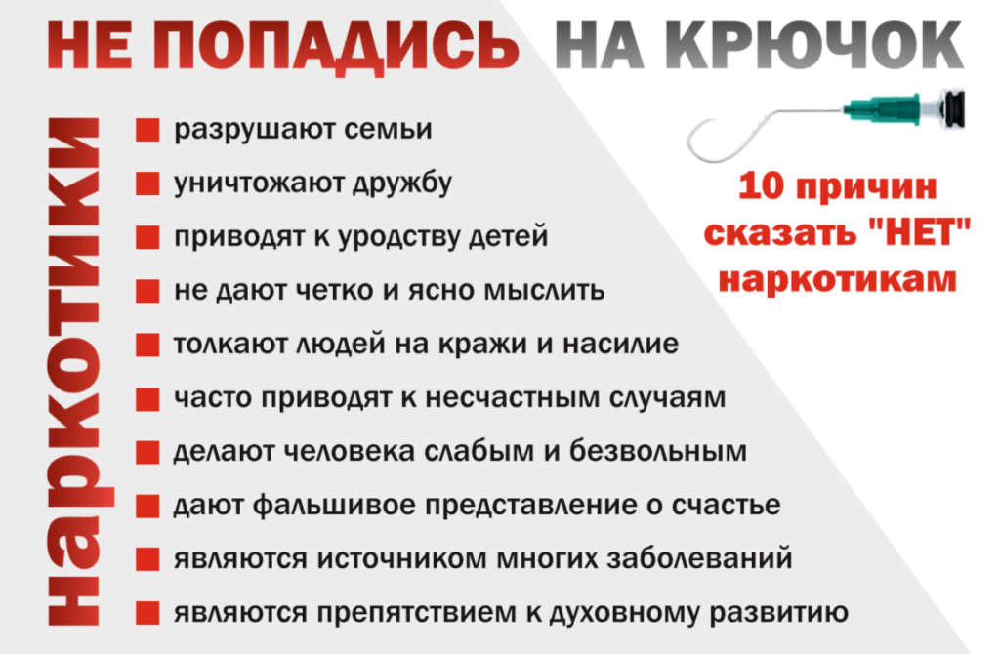 НЕ ПОПАДИСЬ НА КРЮЧОК
наркотики
разрушают семьи
уничтожают дружбу
приводят к уродству детей
не дают четко и ясно мыслить
толкают людей на кражи и насилие
часто приводят к несчастным случаям
делают человека слабым и безвольным
дают фальшивое представление о счастье
являются источником многих заболеваний
являются препятствием к духовному развитию
10 причин
сказать "НЕТ"
наркотикам